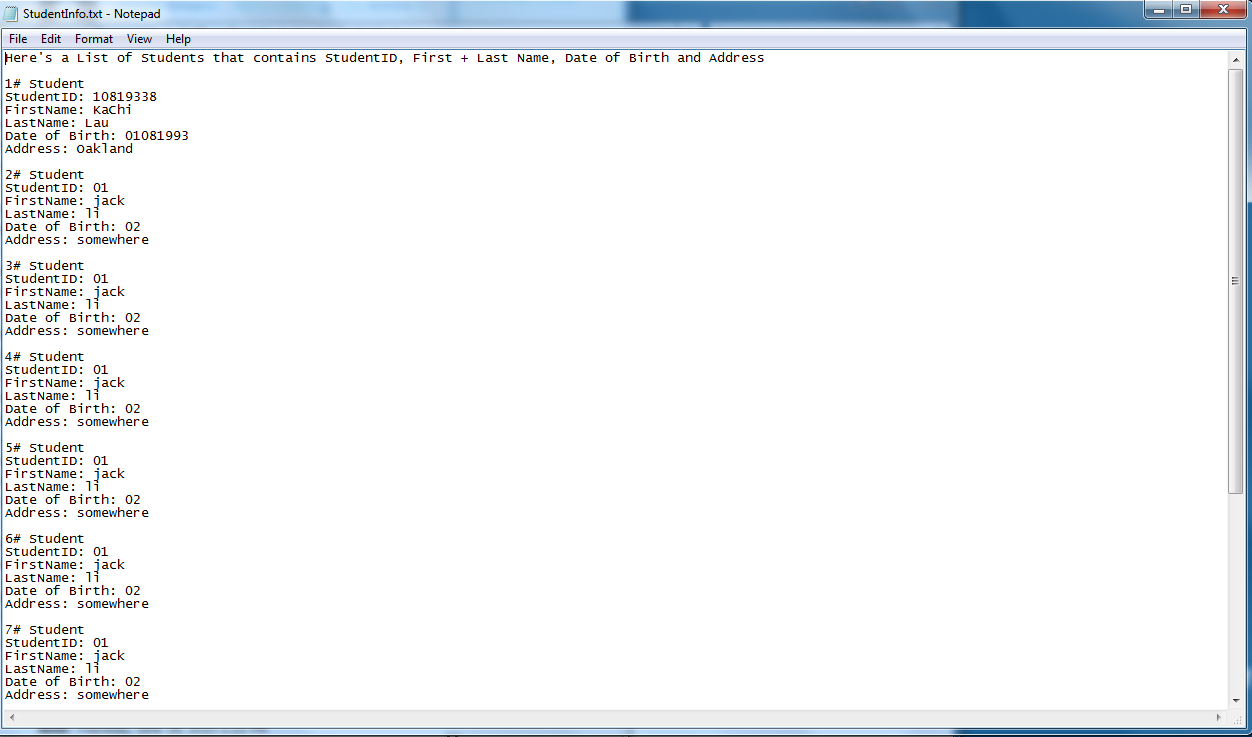 StudentInfo.txt - Notepad
File Edit Format View Help
Here's a List of Students that contains StudentID, First + Last Name, Date of Birth and Address
1# Student
StudentID: 10819338
FirstName: KaChi
LastName: Lau
Date of Birth: 01081993
Address: Oakland
2# Student
StudentID: 01
FirstName: jack
LastName: li
Date of Birth: 02
Address: somewhere
3# Student
StudentID: 01
FirstName: jack
LastName: li
Date of Birth: 02
Address: somewhere
4# Student
StudentID: 01
FirstName: jack
LastName: li
Date of Birth: 02
Address: somewhere
5# Student
StudentID: 01
FirstName: jack
LastName: li
Date of Birth: 02
Address: somewhere
6# Student
StudentID: 01
FirstName: jack
LastName: li
Date of Birth: 02
Address: somewhere
7# Student
StudentID: 01
FirstName: jack
LastName: li
Date of Birth: 02
Address: somewhere